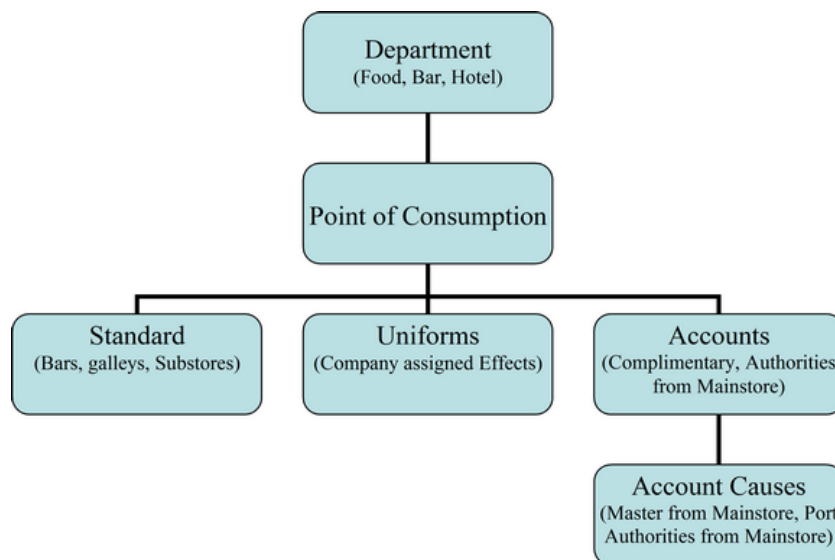 Department
(Food, Bar, Hotel)
Point of Consumption
Standard
(Bars, galleys, Substores)
Uniforms
(Company assigned Effects)
Accounts
(Complimentary, Authorities
from Mainstore)
Account Causes
(Master from Mainstore, Port
Authorities from Mainstore)